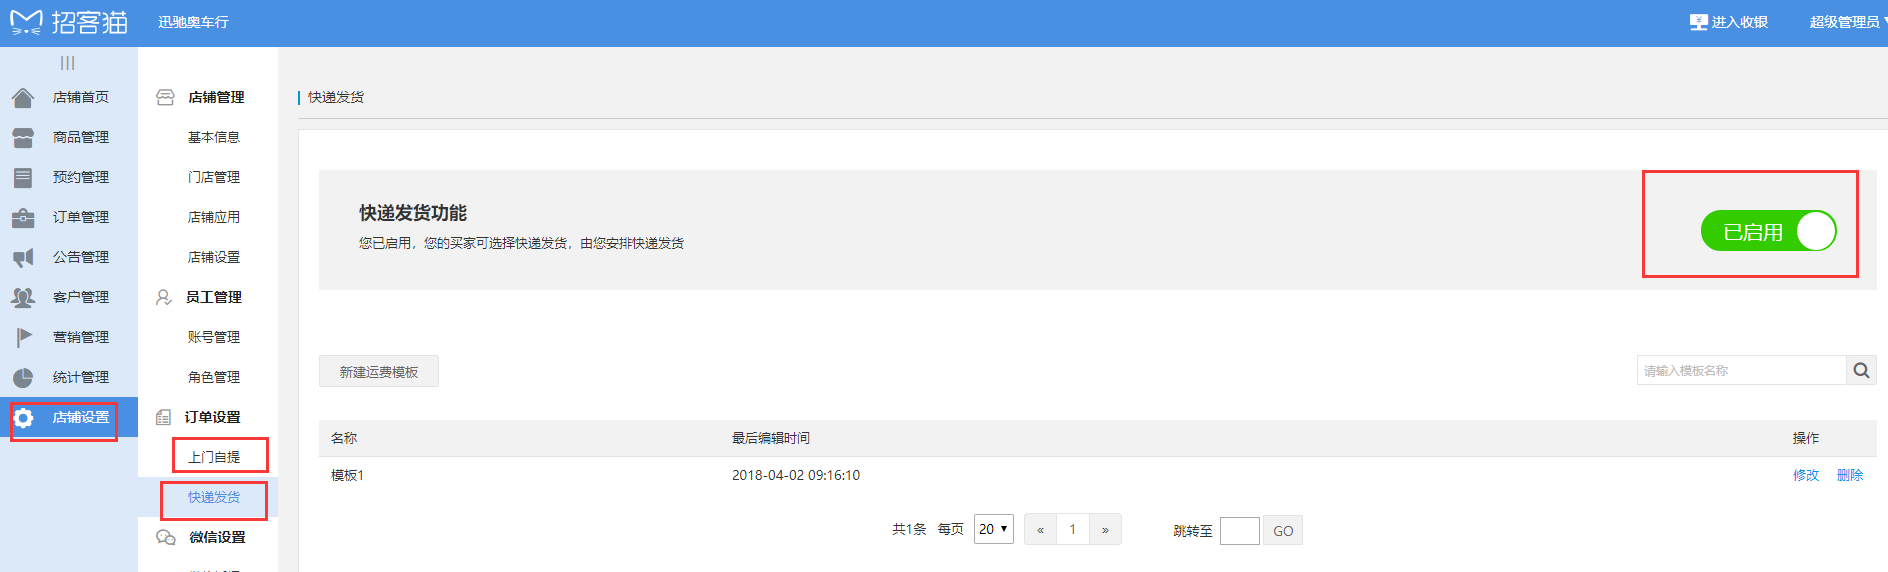 招客猫 迅驰奥车行 进入收银 超级管理员
店铺首页
商品管理
预约管理
订单管理
公告管理
客户管理
营销管理
统计管理
店铺设置
店铺管理
基本信息
门店管理
店铺应用
店铺设置
员工管理
账号管理
角色管理
订单设置
上门自提
快递发货
微信设置
快递发货
快递发货功能
您已启用，您的买家可选择快递发货，由您安排快递发货
已启用
新建运费模板 请输入模板名称
名称 最后编辑时间 操作
模板1 2018-04-02 09:16:10 修改 删除
共1条 每页 20 « 1 » 跳转至 GO